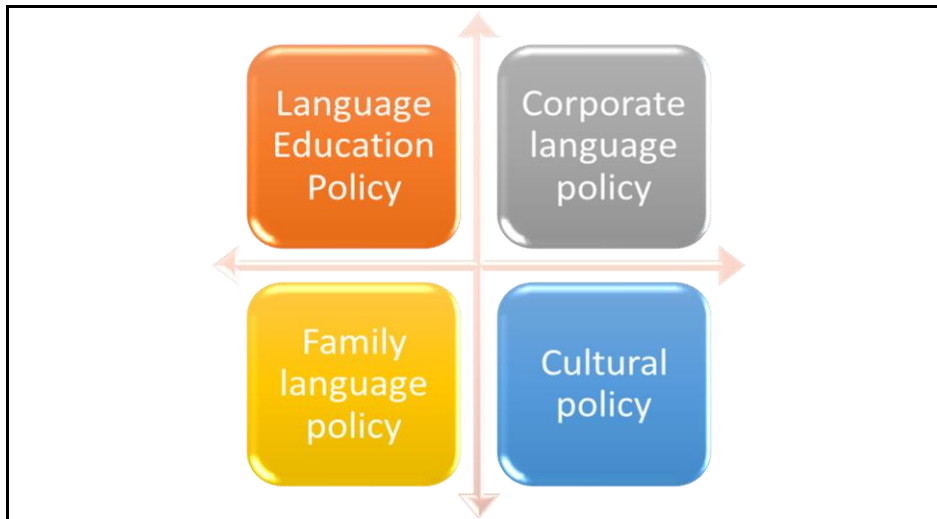 Language
Education
Policy
Corporate
language
policy
Family
language
policy
Cultural
policy